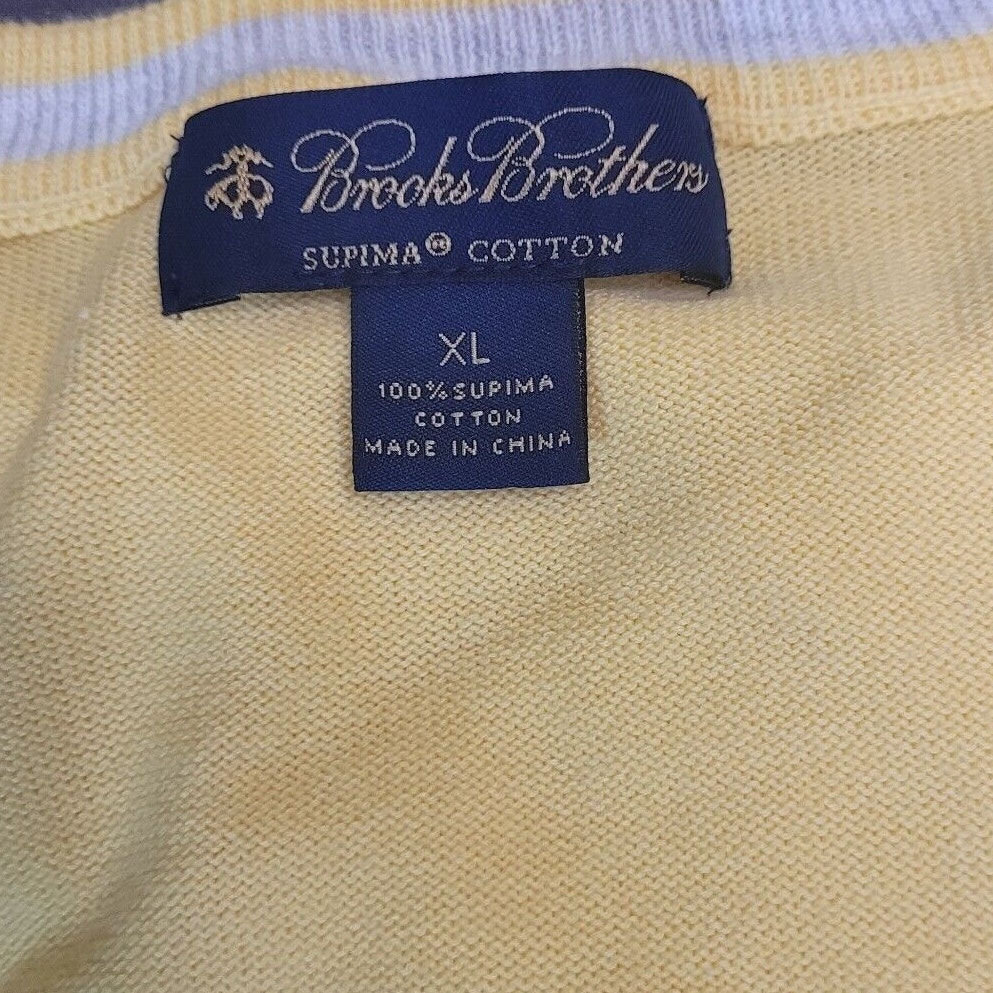 Brooks Brothers
SUPIMA® COTTON
XL
100% SUPIMA
COTTON
MADE IN CHINA